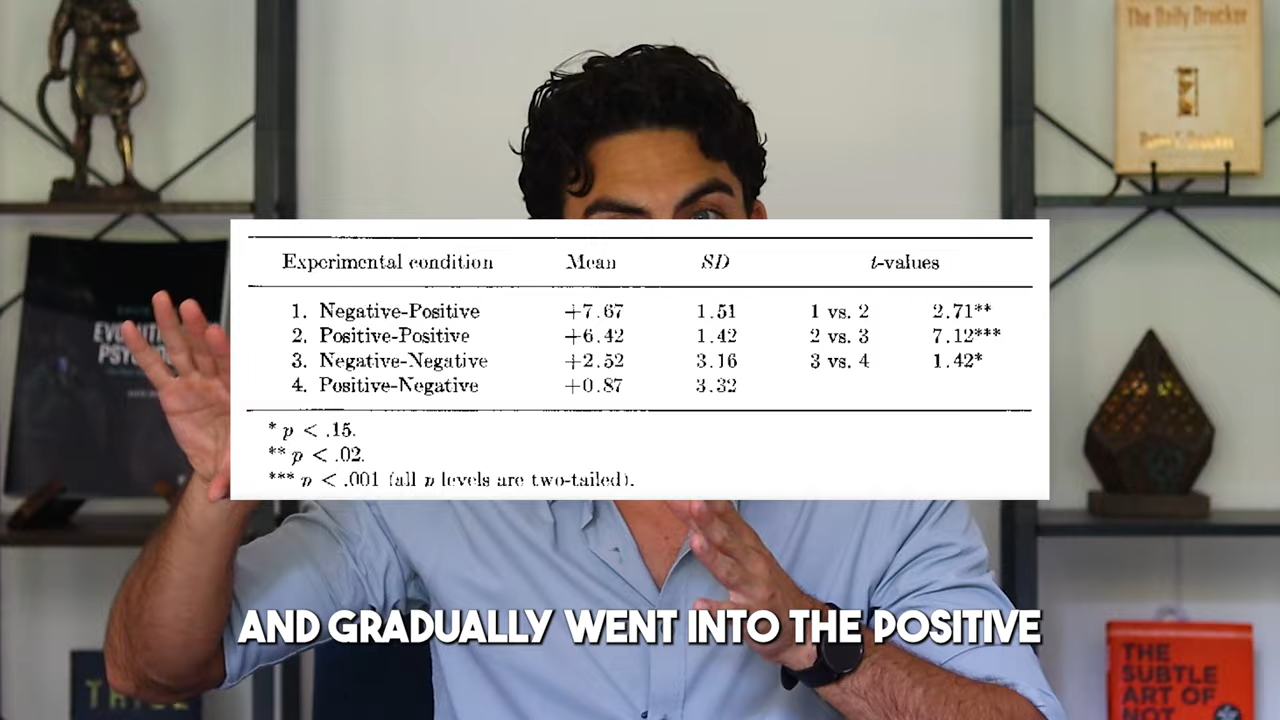 The Daily Drucker
Experimental condition Mean SD t-values
1. Negative-Positive +7.67 1.51 1 vs. 2 2.71**
2. Positive-Positive +6.42 1.42 2 vs. 3 7.12***
3. Negative-Negative +2.52 3.16 3 vs. 4 1.42*
4. Positive-Negative +0.87 3.32
* p < .15.
** p < .02.
*** p < .001 (all p levels are two-tailed).
AND GRADUALLY WENT INTO THE POSITIVE
THE
SUBTLE
ART OF
NOT